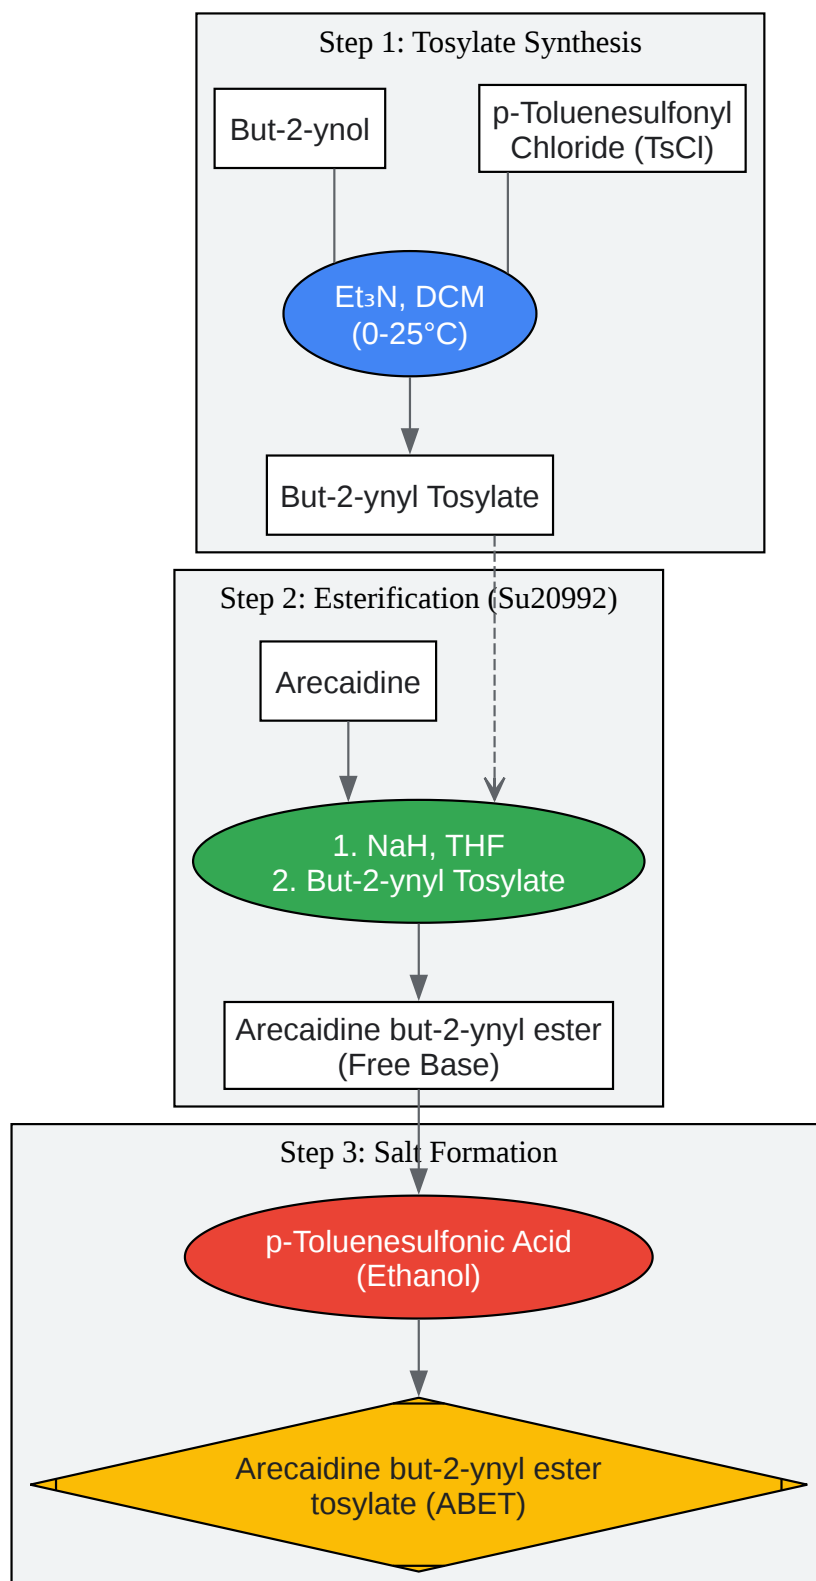 Step 1: Tosylate Synthesis
But-2-ynol
p-Toluenesulfonyl
Chloride (TsCl)
Et₃N, DCM
(0-25°C)
But-2-ynyl Tosylate
Step 2: Esterification (Su20992)
Arecaidine
1. NaH, THF
2. But-2-ynyl Tosylate
Arecaidine but-2-ynyl ester
(Free Base)
Step 3: Salt Formation
p-Toluenesulfonic Acid
(Ethanol)
Arecaidine but-2-ynyl ester
tosylate (ABET)